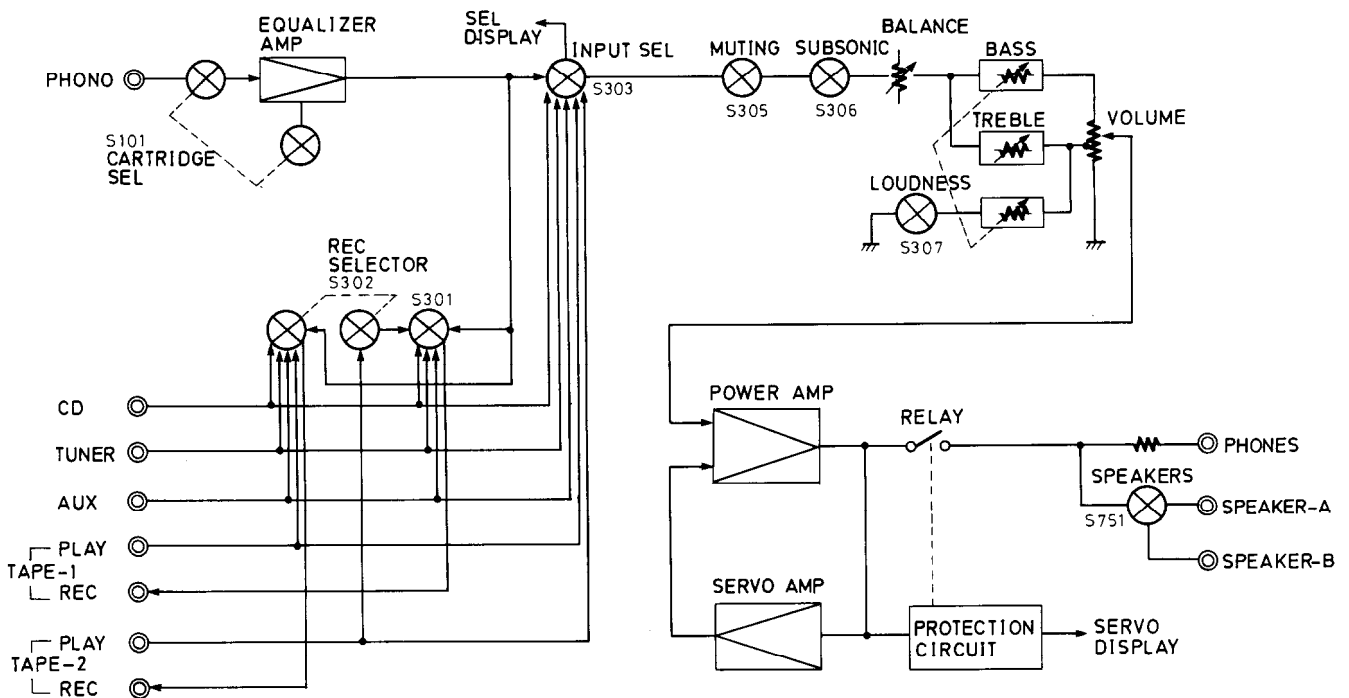 EQUALIZER
AMP
PHONO
S101
CARTRIDGE
SEL
SEL
DISPLAY
INPUT SEL
S303
MUTING
S305
SUBSONIC
S306
BALANCE
BASS
TREBLE
VOLUME
LOUDNESS
S307
REC
SELECTOR
S302
S301
CD
TUNER
AUX
PLAY
TAPE-1
REC
PLAY
TAPE-2
REC
POWER AMP
RELAY
PHONES
SPEAKERS
S751
SPEAKER-A
SPEAKER-B
SERVO AMP
PROTECTION
CIRCUIT
SERVO
DISPLAY